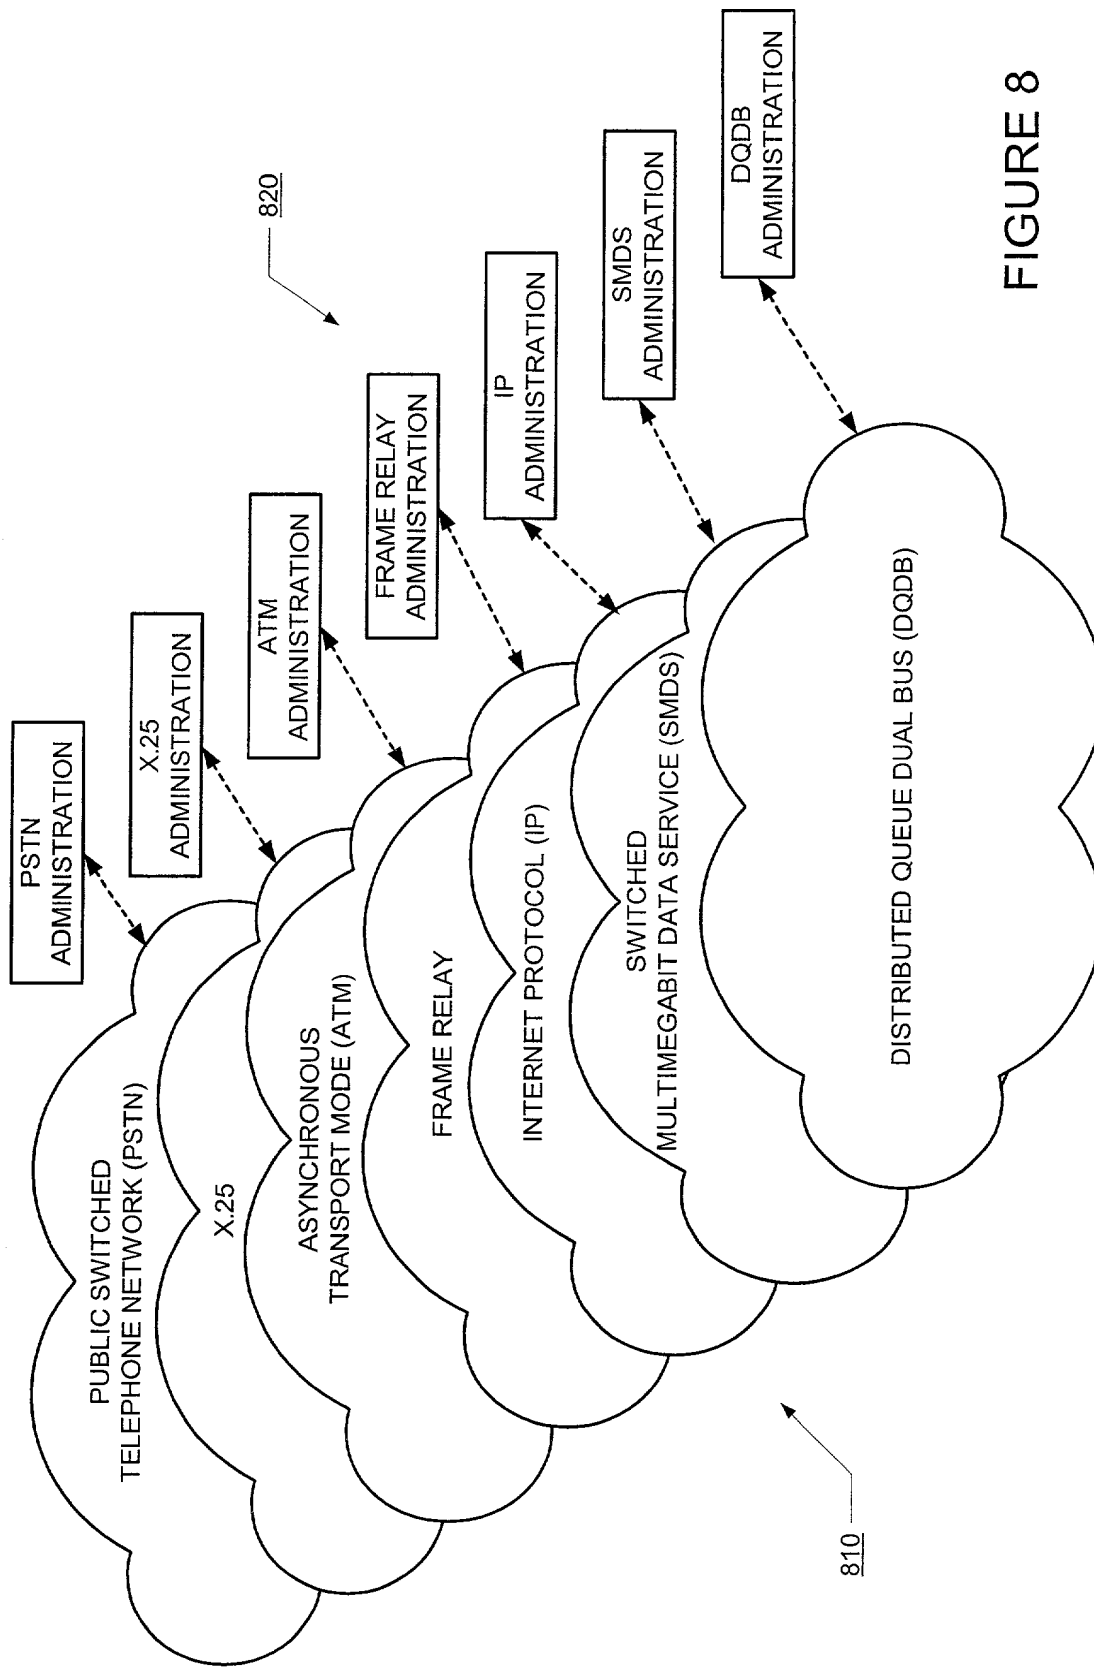 PUBLIC SWITCHED
TELEPHONE NETWORK (PSTN)
PSTN
ADMINISTRATION
X.25
X.25
ADMINISTRATION
ASYNCHRONOUS
TRANSPORT MODE (ATM)
ATM
ADMINISTRATION
820
FRAME RELAY
FRAME RELAY
ADMINISTRATION
INTERNET PROTOCOL (IP)
IP
ADMINISTRATION
SWITCHED
MULTIMEGABIT DATA SERVICE (SMDS)
SMDS
ADMINISTRATION
DISTRIBUTED QUEUE DUAL BUS (DQDB)
DQDB
ADMINISTRATION
810
FIGURE 8